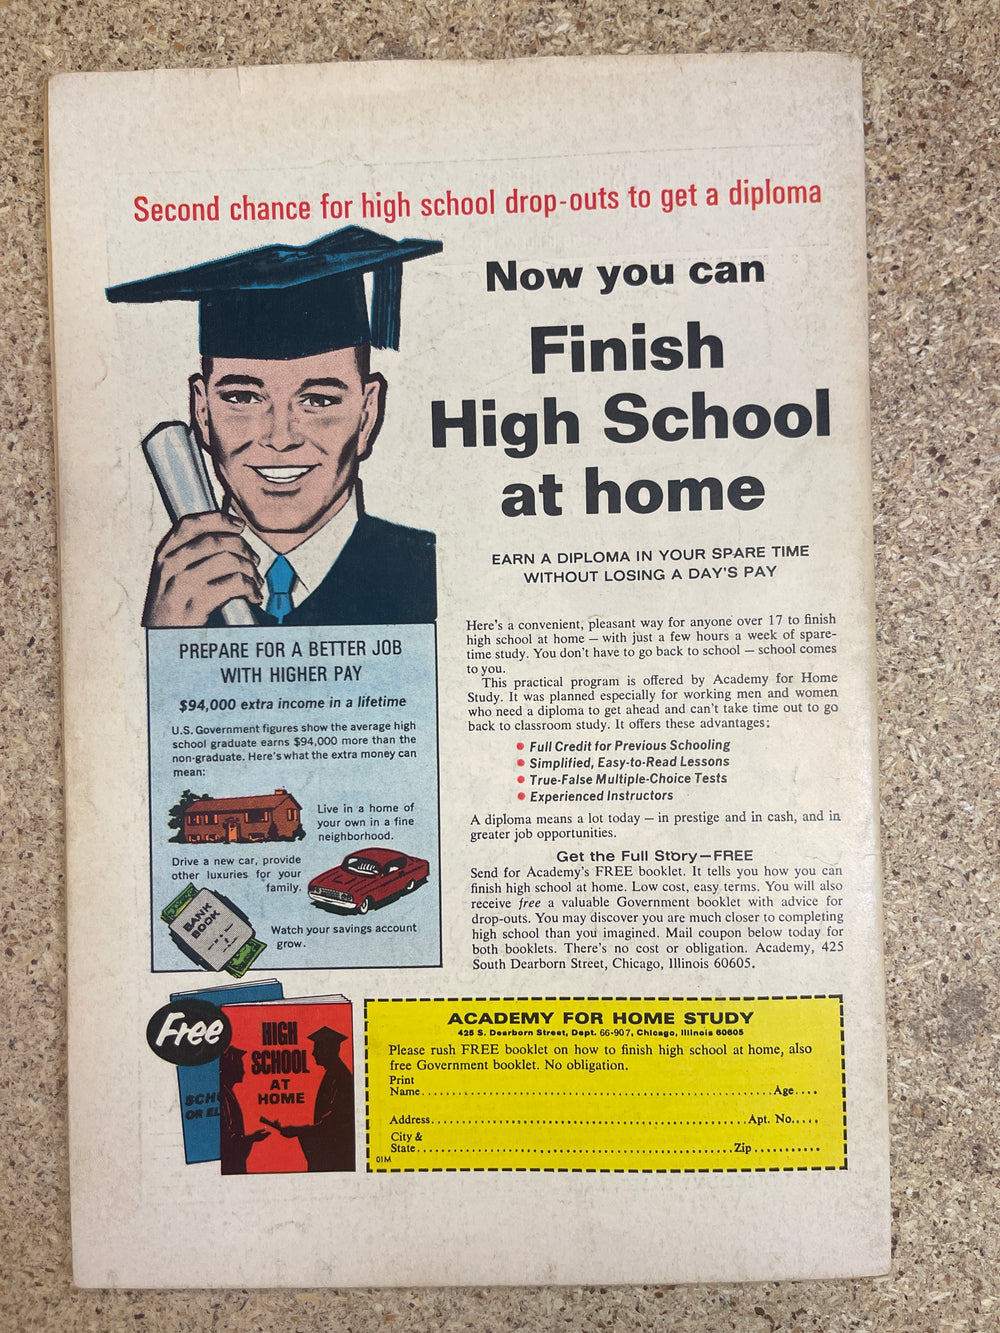 Second chance for high school drop-outs to get a diploma
Now you can
Finish
High School
at home
EARN A DIPLOMA IN YOUR SPARE TIME
WITHOUT LOSING A DAY'S PAY
PREPARE FOR A BETTER JOB
WITH HIGHER PAY
$94,000 extra income in a lifetime
U.S. Government figures show the average high
school graduate earns $94,000 more than the
non-graduate. Here's what the extra money can
mean:
Live in a home of
your own in a fine
neighborhood.
Drive a new car, provide
other luxuries for your
family.
BANK
BOOK
Watch your savings account
grow.
Here's a convenient, pleasant way for anyone over 17 to finish
high school at home — with just a few hours a week of spare-
time study. You don't have to go back to school — school comes
to you.
This practical program is offered by Academy for Home
Study. It was planned especially for working men and women
who need a diploma to get ahead and can't take time out to go
back to classroom study. It offers these advantages:
• Full Credit for Previous Schooling
• Simplified, Easy-to-Read Lessons
• True-False Multiple-Choice Tests
• Experienced Instructors
A diploma means a lot today — in prestige and in cash, and in
greater job opportunities.
Get the Full Story—FREE
Send for Academy's FREE booklet. It tells you how you can
finish high school at home. Low cost, easy terms. You will also
receive free a valuable Government booklet with advice for
drop-outs. You may discover you are much closer to completing
high school than you imagined. Mail coupon below today for
both booklets. There's no cost or obligation. Academy, 425
South Dearborn Street, Chicago, Illinois 60605.
Free
SCH
OR EL
HIGH
SCHOOL
AT
HOME
ACADEMY FOR HOME STUDY
425 S. Dearborn Street, Dept. 66-907, Chicago, Illinois 60605
Please rush FREE booklet on how to finish high school at home, also
free Government booklet. No obligation.
Print
Name..........Age....
Address..........Apt. No.....
City &
State..........Zip..........
01M